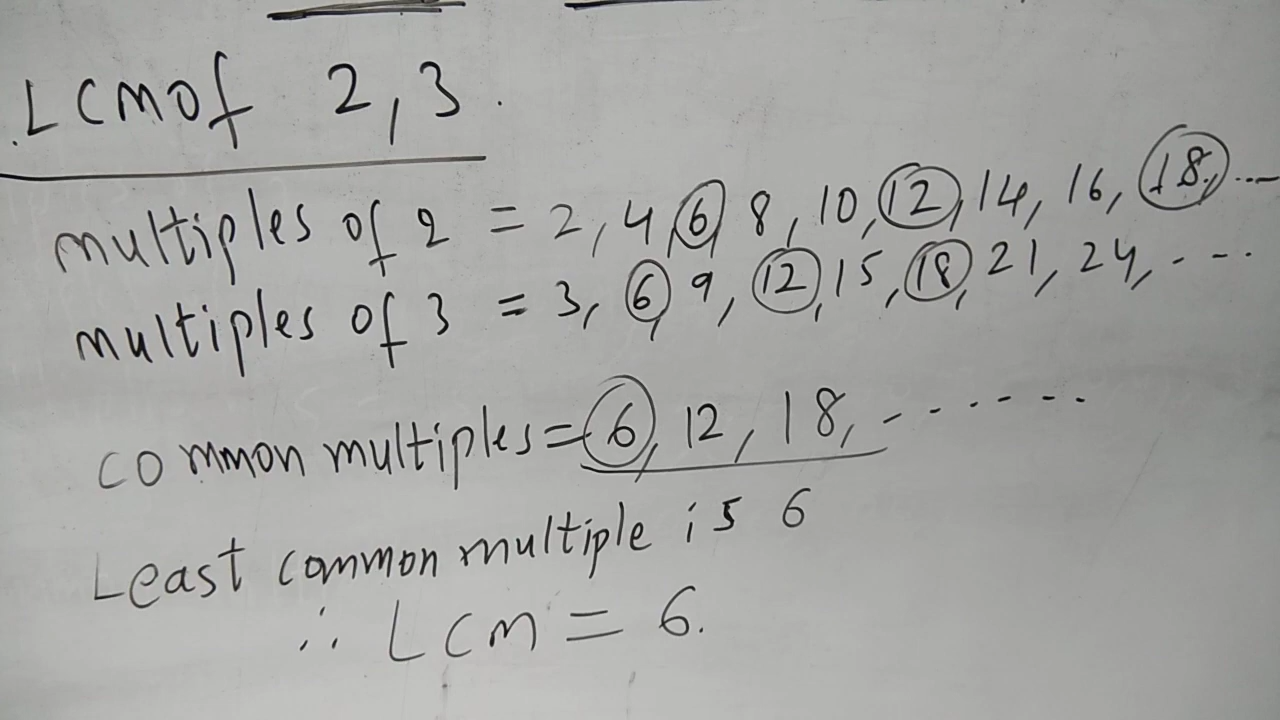 LCM of 2, 3.
multiples of 2 = 2, 4, 6, 8, 10, 12, 14, 16, 18, ...
multiples of 3 = 3, 6, 9, 12, 15, 18, 21, 24, ....
common multiples = 6, 12, 18, .......
Least common multiple is 6
∴ LCM = 6.